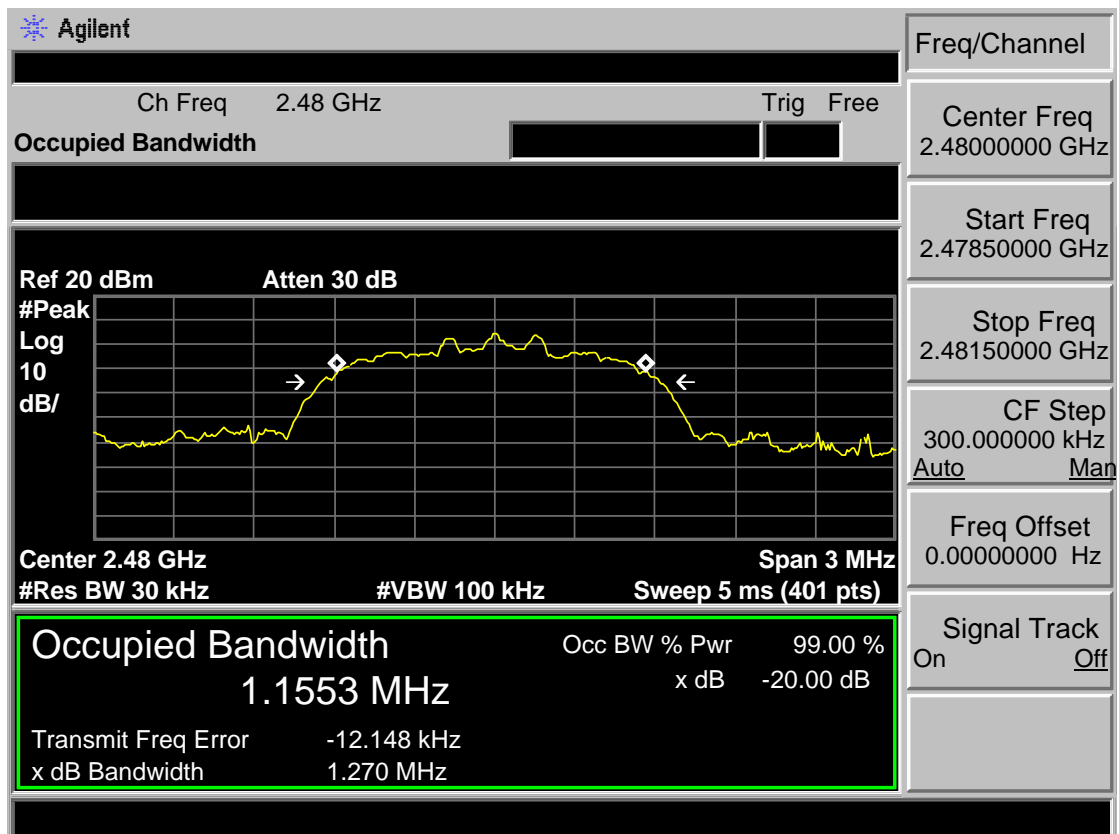 Agilent
Freq/Channel
Ch Freq 2.48 GHz Trig Free
Occupied Bandwidth
Center Freq
2.48000000 GHz
Start Freq
2.47850000 GHz
Stop Freq
2.48150000 GHz
CF Step
300.000000 kHz
Auto Man
Freq Offset
0.00000000 Hz
Signal Track
On Off
Ref 20 dBm Atten 30 dB
#Peak
Log
10
dB/
Center 2.48 GHz Span 3 MHz
#Res BW 30 kHz #VBW 100 kHz Sweep 5 ms (401 pts)
Occupied Bandwidth
1.1553 MHz
Occ BW % Pwr 99.00 %
x dB -20.00 dB
Transmit Freq Error -12.148 kHz
x dB Bandwidth 1.270 MHz